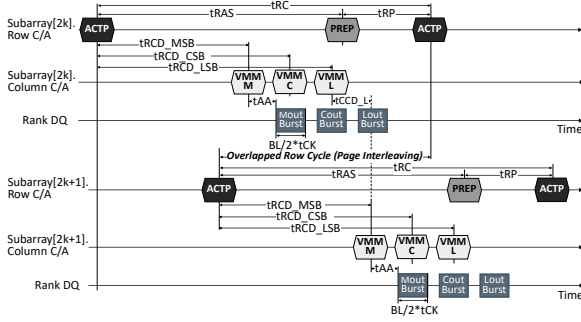 tRC
tRAS
tRP
Subarray[2k].
Row C/A
ACTP
PREP
ACTP
tRCD_MSB
tRCD_CSB
tRCD_LSB
Subarray[2k].
Column C/A
VMM
M
VMM
C
VMM
L
tAA
tCCD_L
Rank DQ
Mout
Burst
Cout
Burst
Lout
Burst
Time
BL/2*tCK
Overlapped Row Cycle (Page Interleaving)
tRC
tRAS
tRP
Subarray[2k+1].
Row C/A
ACTP
PREP
ACTP
tRCD_MSB
tRCD_CSB
tRCD_LSB
Subarray[2k+1].
Column C/A
VMM
M
VMM
C
VMM
L
tAA
Rank DQ
Mout
Burst
Cout
Burst
Lout
Burst
Time
BL/2*tCK